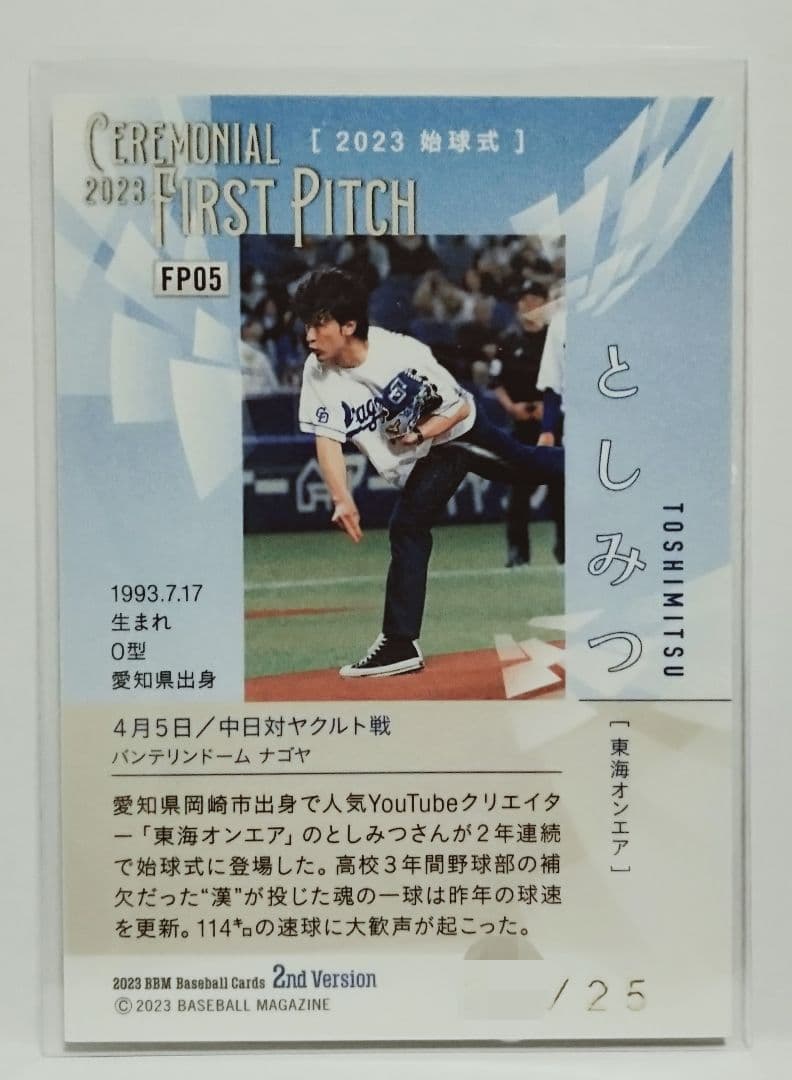 CEREMONIAL
2023 FIRST PITCH
[ 2023 始球式 ]
FP05
としみつ
TOSHIMITSU
[ 東海オンエア ]
1993.7.17
生まれ
O型
愛知県出身
4月5日／中日対ヤクルト戦
バンテリンドーム ナゴヤ
愛知県岡崎市出身で人気YouTubeクリエイタ
ー「東海オンエア」のとしみつさんが2年連続
で始球式に登場した。高校3年間野球部の補
欠だった“漢”が投じた魂の一球は昨年の球速
を更新。114㌔の速球に大歓声が起こった。
2023 BBM Baseball Cards 2nd Version
© 2023 BASEBALL MAGAZINE
/25